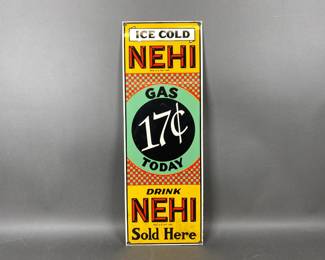 ICE COLD
NEHI
GAS
17¢
TODAY
DRINK
NEHI
Sold Here